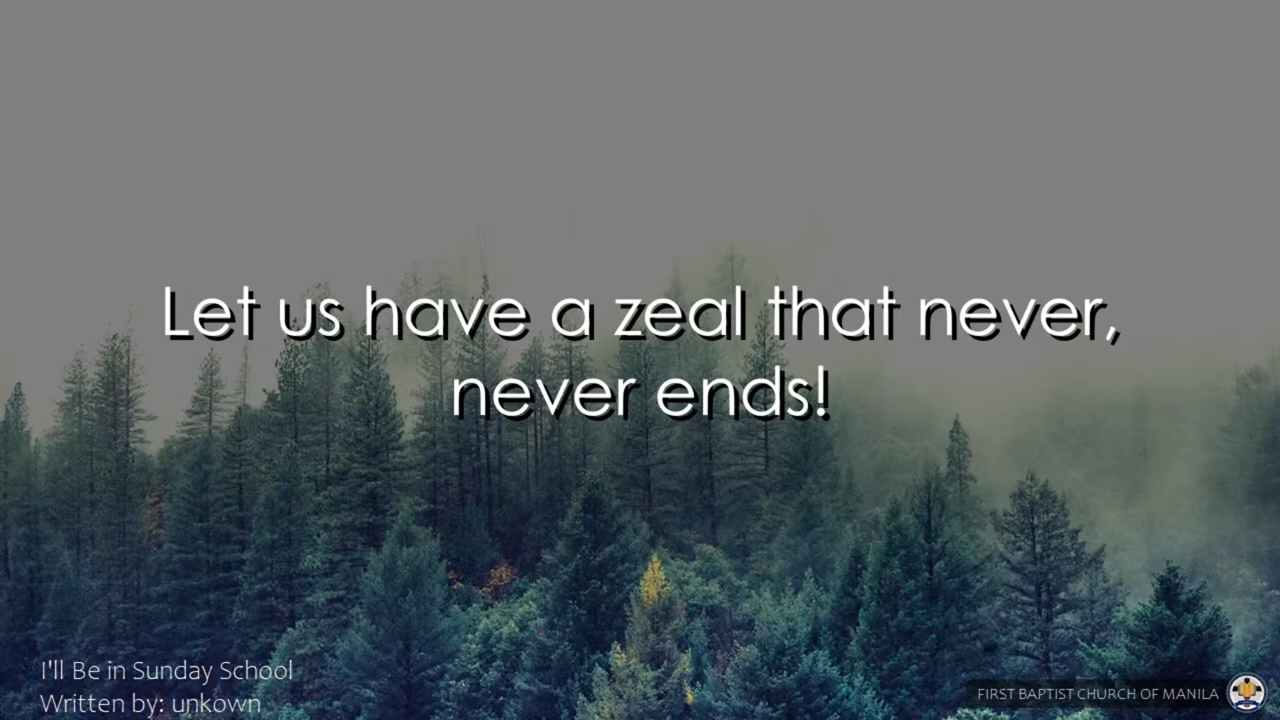 Let us have a zeal that never,
never ends!
I'll Be in Sunday School
Written by: unkown
FIRST BAPTIST CHURCH OF MANILA